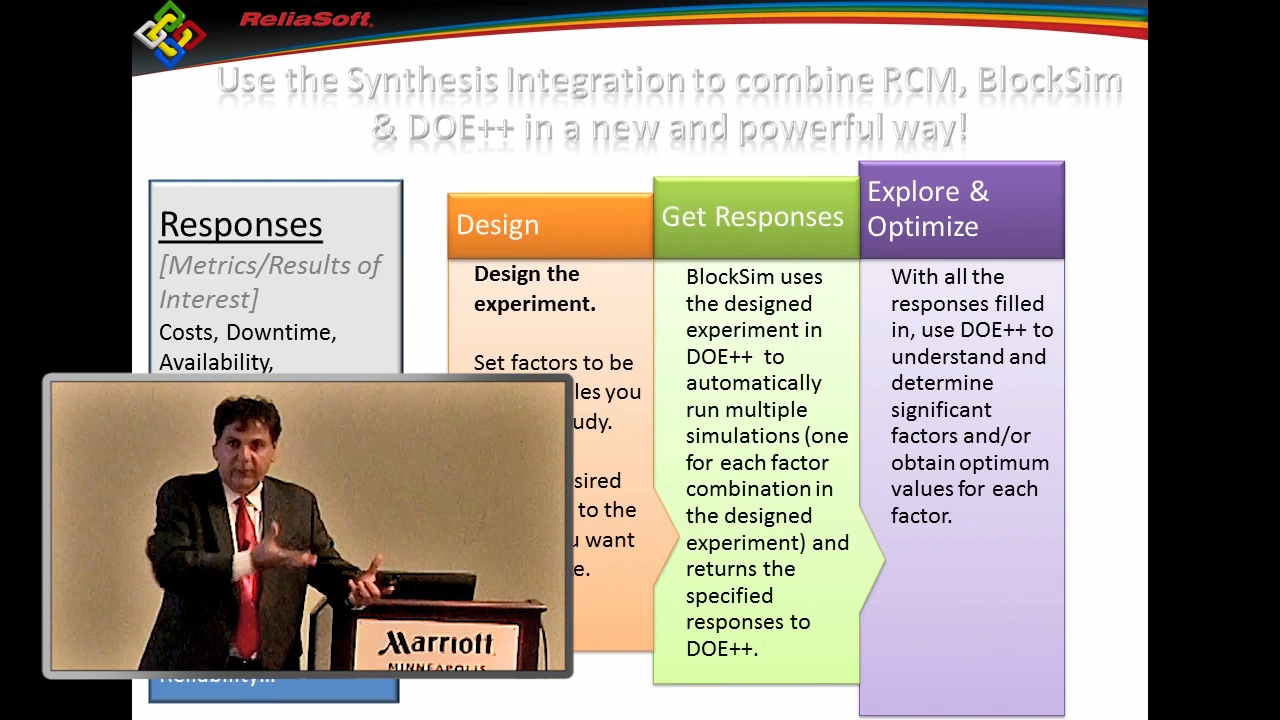 ReliaSoft
Use the Synthesis Integration to combine RCM, BlockSim
& DOE++ in a new and powerful way!
Responses
[Metrics/Results of
Interest]
Costs, Downtime,
Availability,
Reliability...
Design
Design the
experiment.
Set factors to be
les you
udy.
sired
to the
u want
e.
Get Responses
BlockSim uses
the designed
experiment in
DOE++ to
automatically
run multiple
simulations (one
for each factor
combination in
the designed
experiment) and
returns the
specified
responses to
DOE++.
Explore &
Optimize
With all the
responses filled
in, use DOE++ to
understand and
determine
significant
factors and/or
obtain optimum
values for each
factor.
Marriott
MINNEAPOLIS